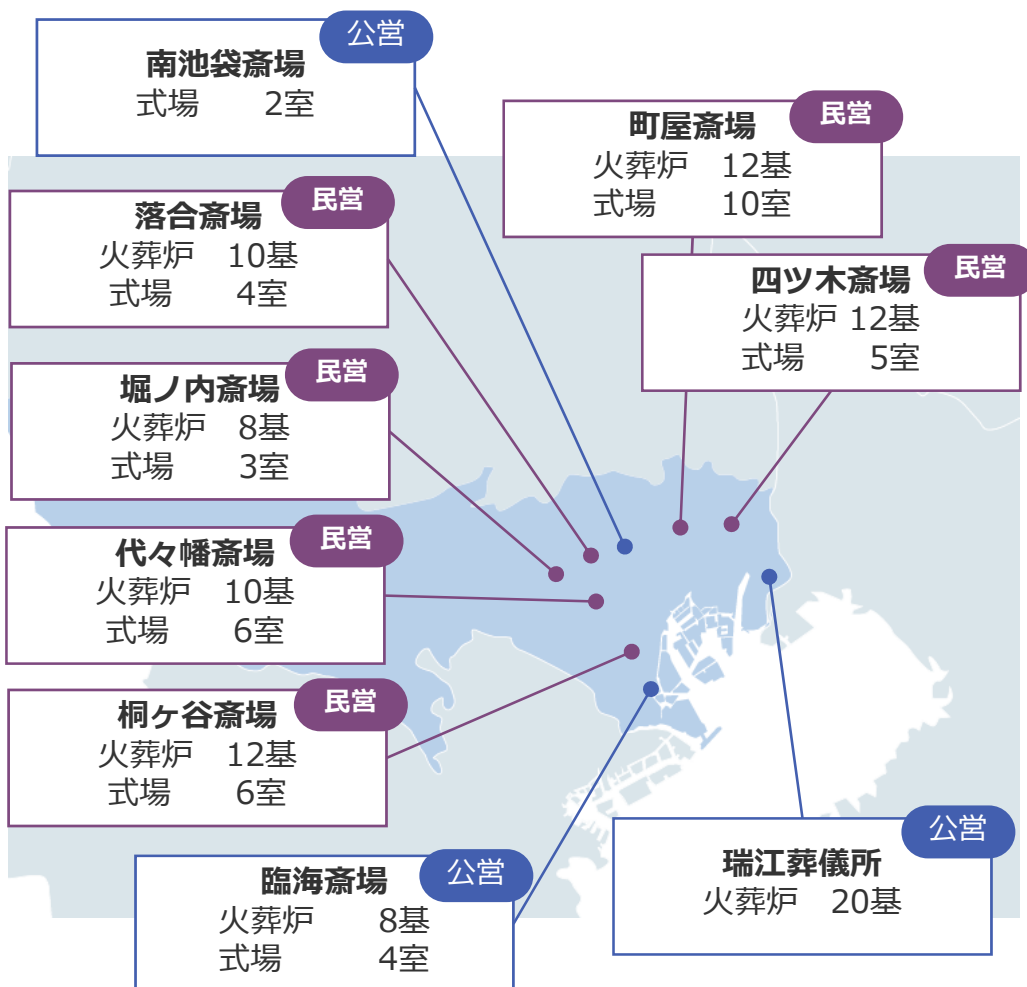 公営
南池袋斎場
式場 2室
民営
町屋斎場
火葬炉 12基
式場 10室
民営
落合斎場
火葬炉 10基
式場 4室
民営
四ツ木斎場
火葬炉 12基
式場 5室
民営
堀ノ内斎場
火葬炉 8基
式場 3室
民営
代々幡斎場
火葬炉 10基
式場 6室
民営
桐ヶ谷斎場
火葬炉 12基
式場 6室
公営
臨海斎場
火葬炉 8基
式場 4室
公営
瑞江葬儀所
火葬炉 20基